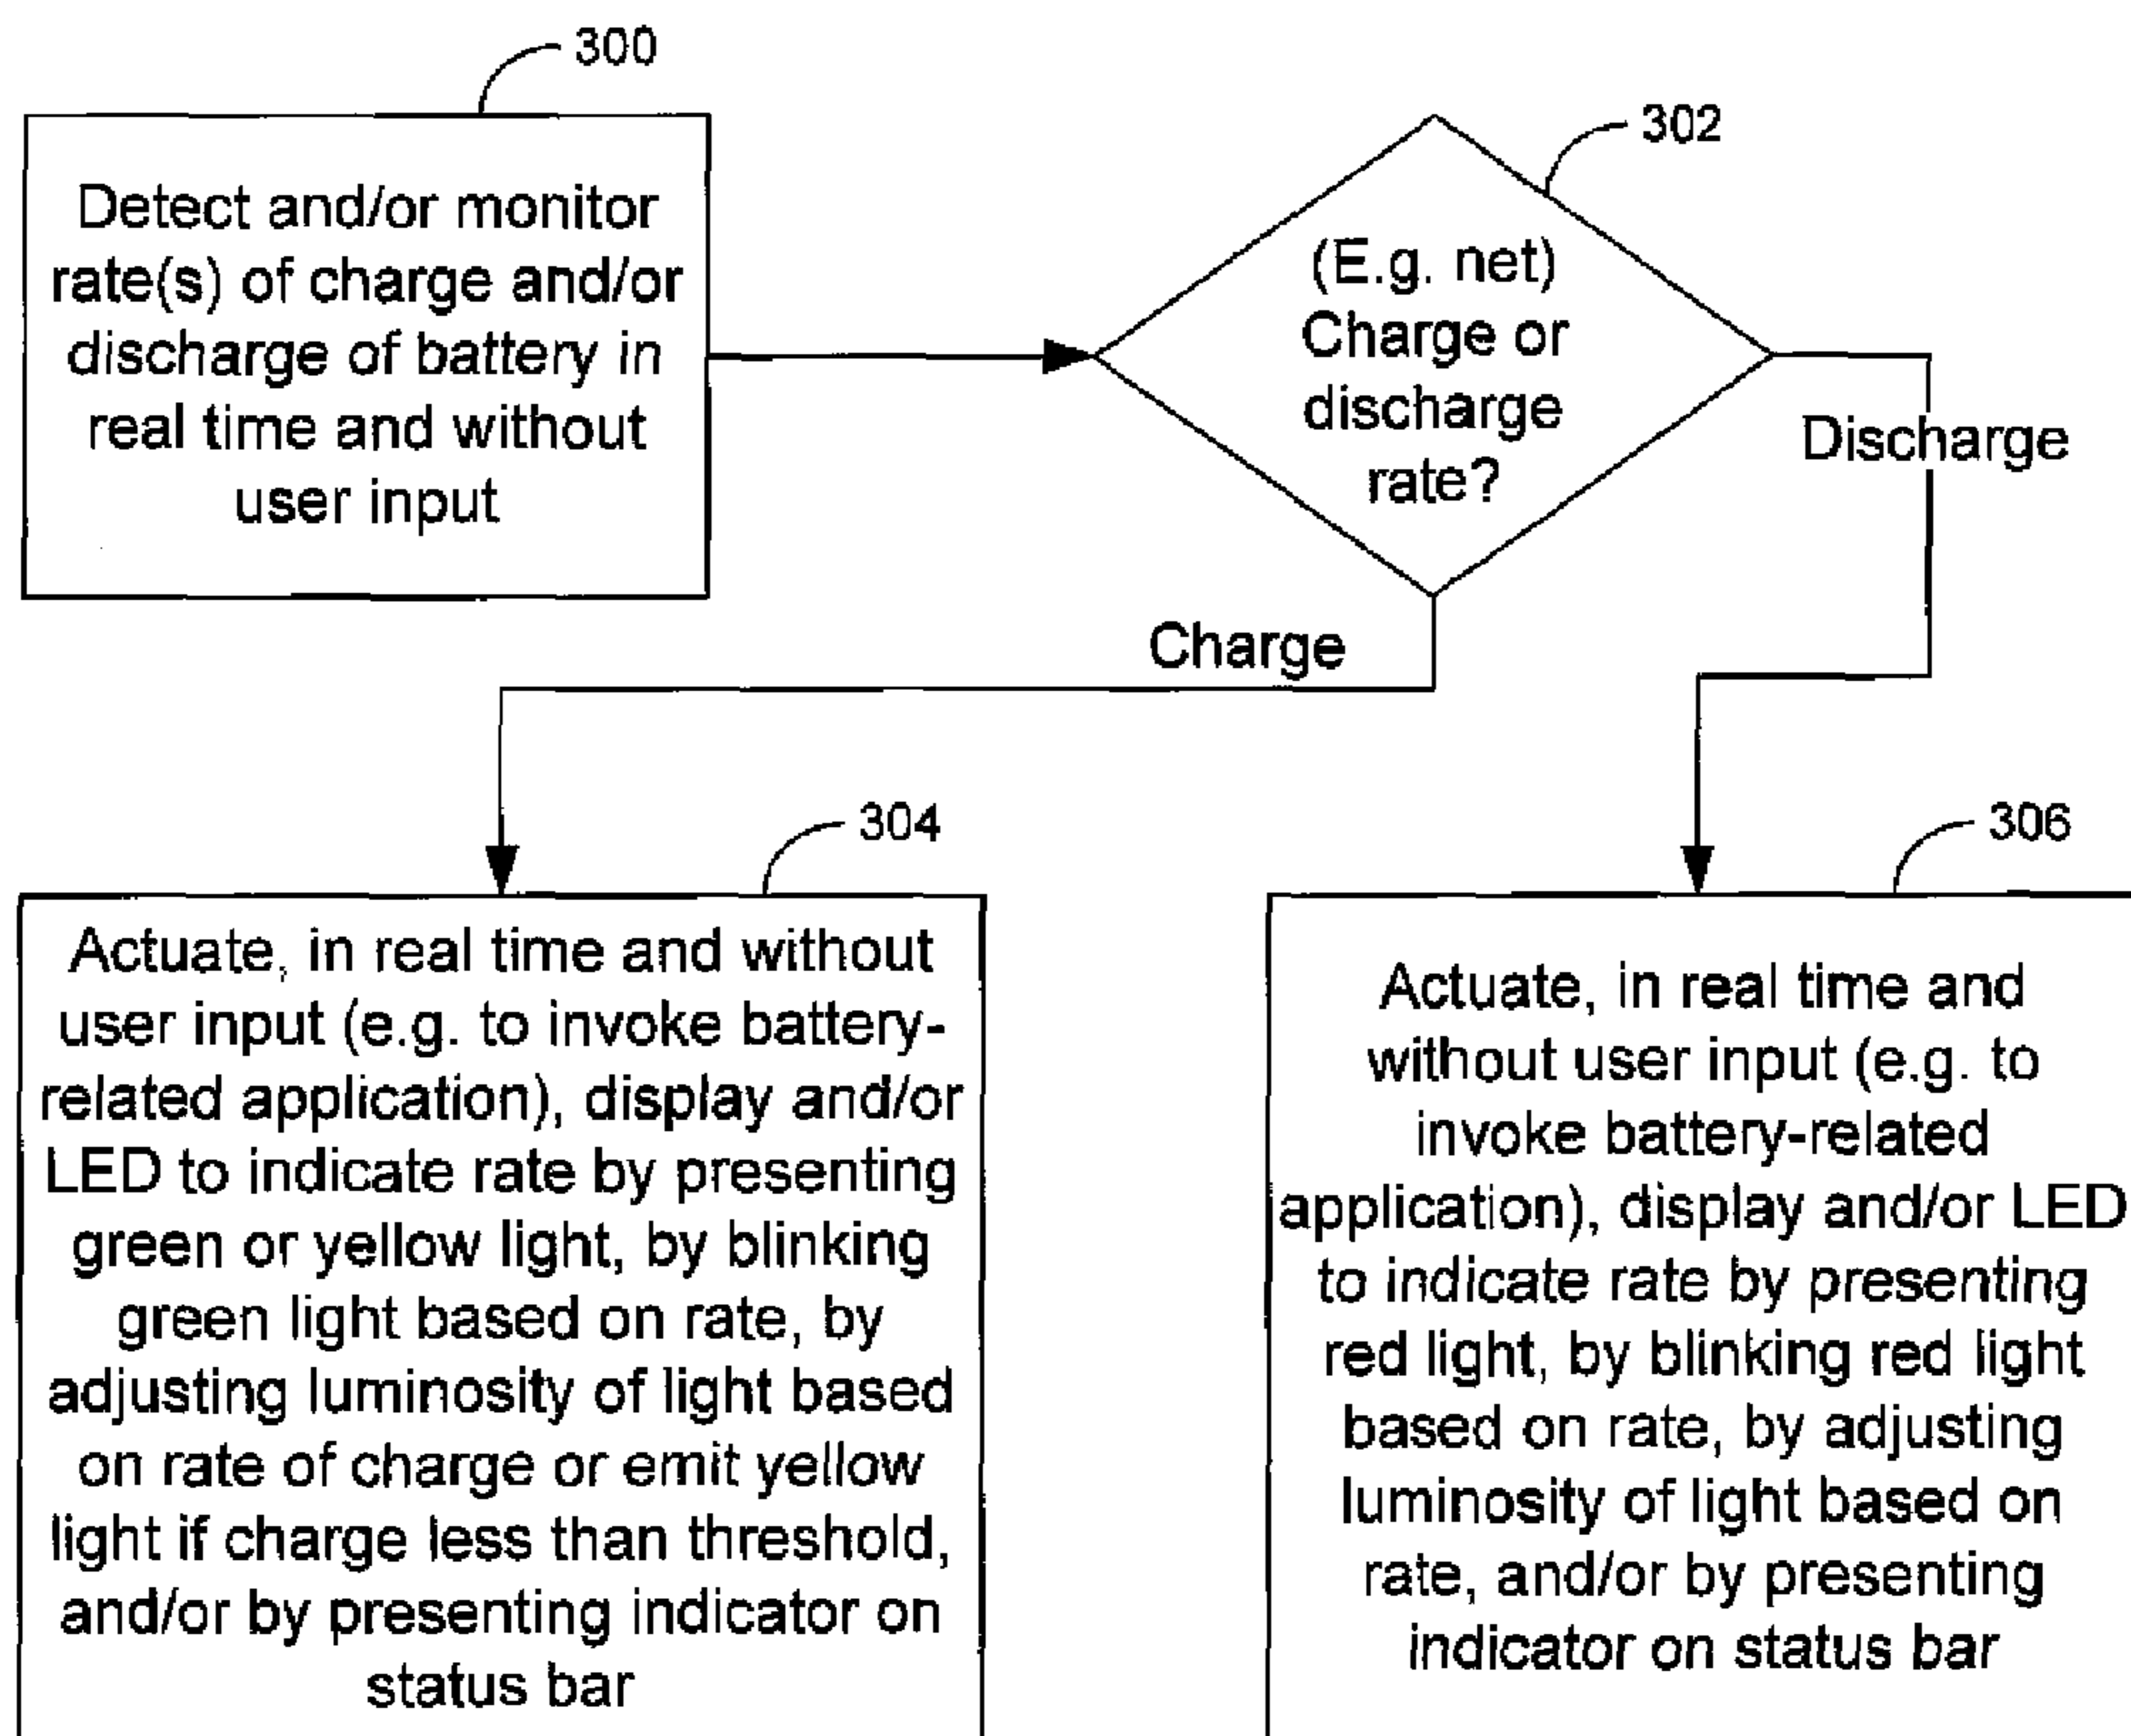 300
Detect and/or monitor
rate(s) of charge and/or
discharge of battery in
real time and without
user input
302
(E.g. net)
Charge or
discharge
rate?
Discharge
Charge
304
Actuate, in real time and without
user input (e.g. to invoke battery-
related application), display and/or
LED to indicate rate by presenting
green or yellow light, by blinking
green light based on rate, by
adjusting luminosity of light based
on rate of charge or emit yellow
light if charge less than threshold,
and/or by presenting indicator on
status bar
306
Actuate, in real time and
without user input (e.g. to
invoke battery-related
application), display and/or LED
to indicate rate by presenting
red light, by blinking red light
based on rate, by adjusting
luminosity of light based on
rate, and/or by presenting
indicator on status bar